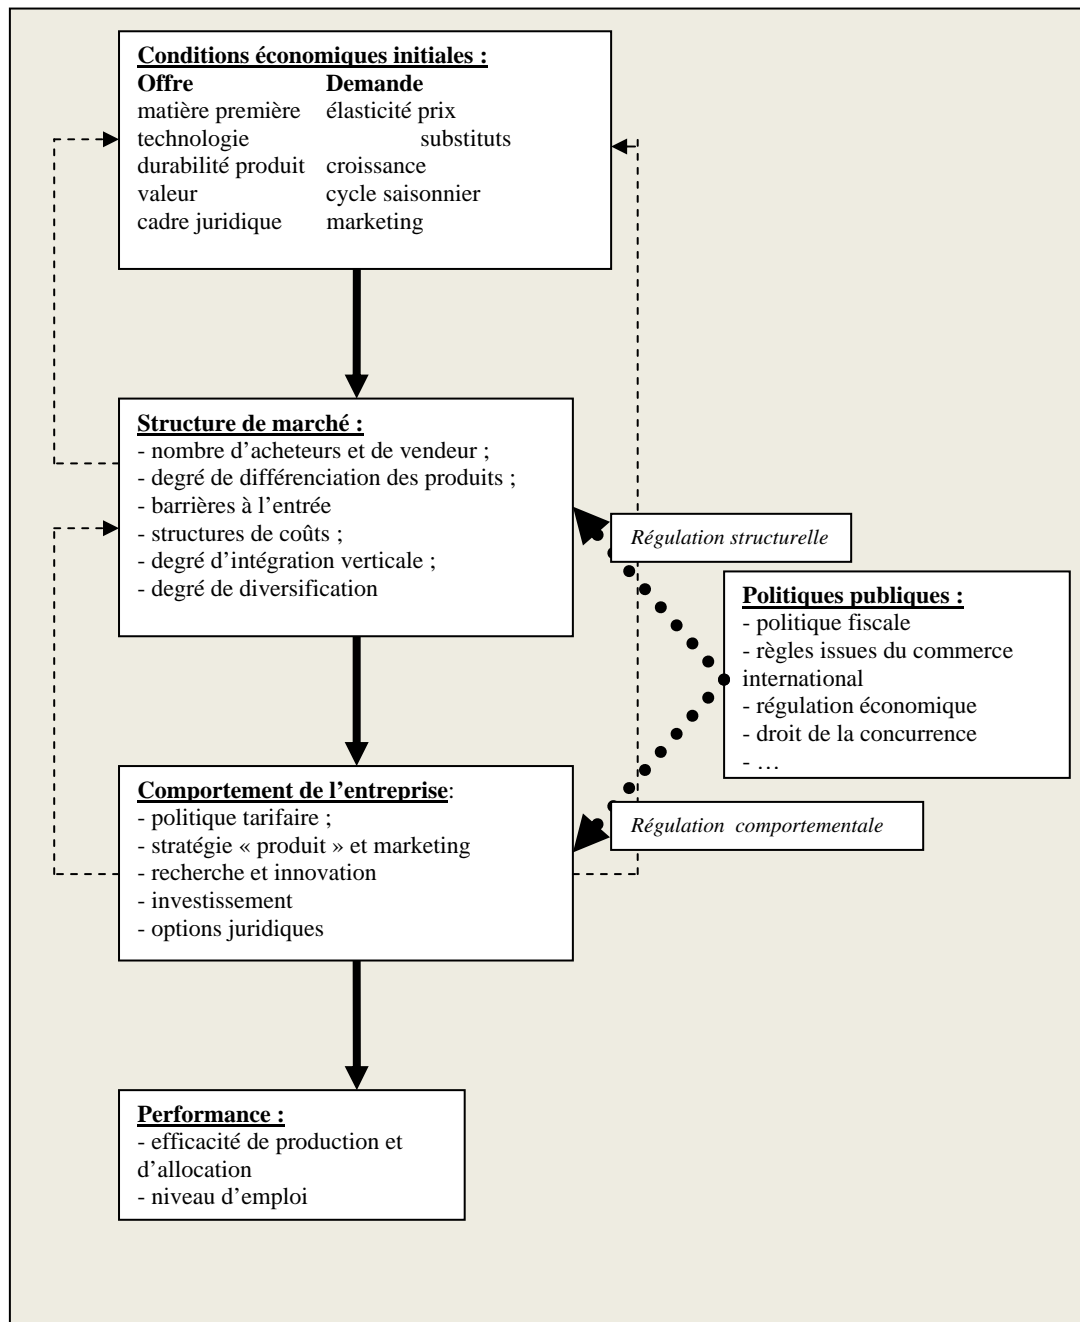 Conditions économiques initiales :
Offre Demande
matière première élasticité prix
technologie substituts
durabilité produit croissance
valeur cycle saisonnier
cadre juridique marketing
Structure de marché :
- nombre d’acheteurs et de vendeur ;
- degré de différenciation des produits ;
- barrières à l’entrée
- structures de coûts ;
- degré d’intégration verticale ;
- degré de diversification
Régulation structurelle
Politiques publiques :
- politique fiscale
- règles issues du commerce
international
- régulation économique
- droit de la concurrence
- …
Comportement de l’entreprise:
- politique tarifaire ;
- stratégie « produit » et marketing
- recherche et innovation
- investissement
- options juridiques
Régulation comportementale
Performance :
- efficacité de production et
d’allocation
- niveau d’emploi